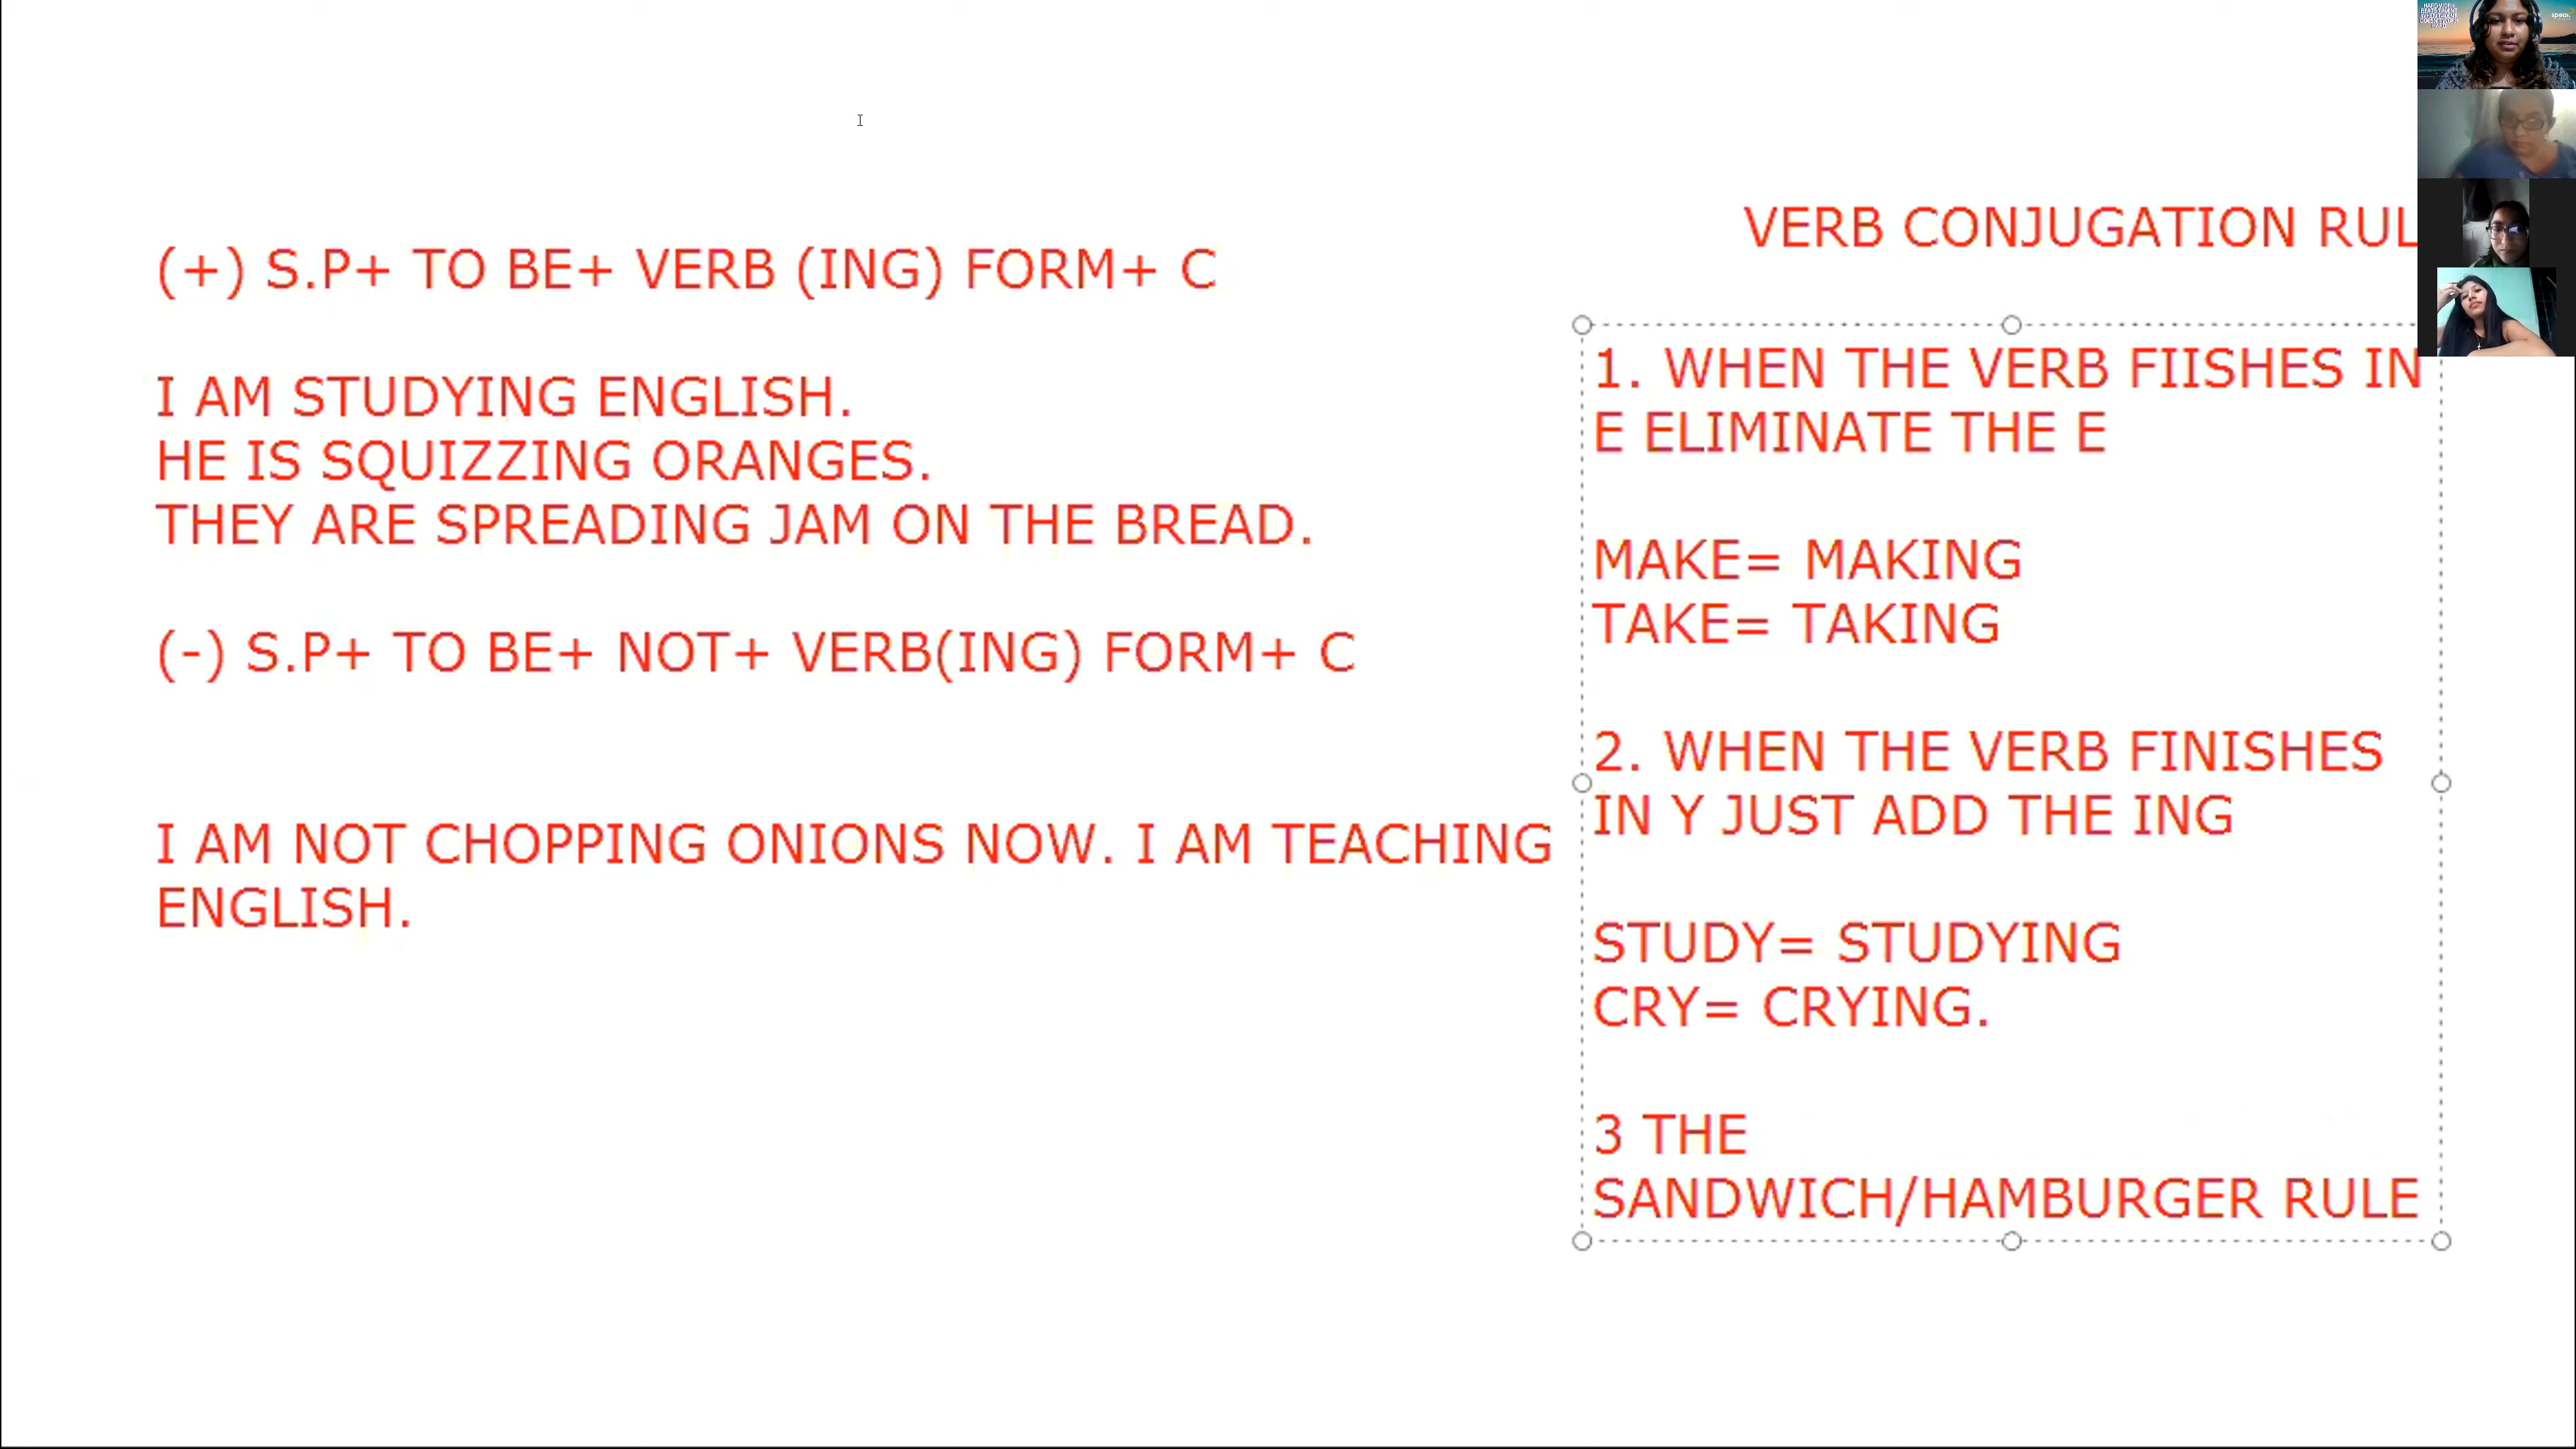 (+) S.P+ TO BE+ VERB (ING) FORM+ C
I AM STUDYING ENGLISH.
HE IS SQUIZZING ORANGES.
THEY ARE SPREADING JAM ON THE BREAD.
(-) S.P+ TO BE+ NOT+ VERB(ING) FORM+ C
I AM NOT CHOPPING ONIONS NOW. I AM TEACHING
ENGLISH.
VERB CONJUGATION RUL
1. WHEN THE VERB FIISHES IN
E ELIMINATE THE E
MAKE= MAKING
TAKE= TAKING
2. WHEN THE VERB FINISHES
IN Y JUST ADD THE ING
STUDY= STUDYING
CRY= CRYING.
3 THE
SANDWICH/HAMBURGER RULE